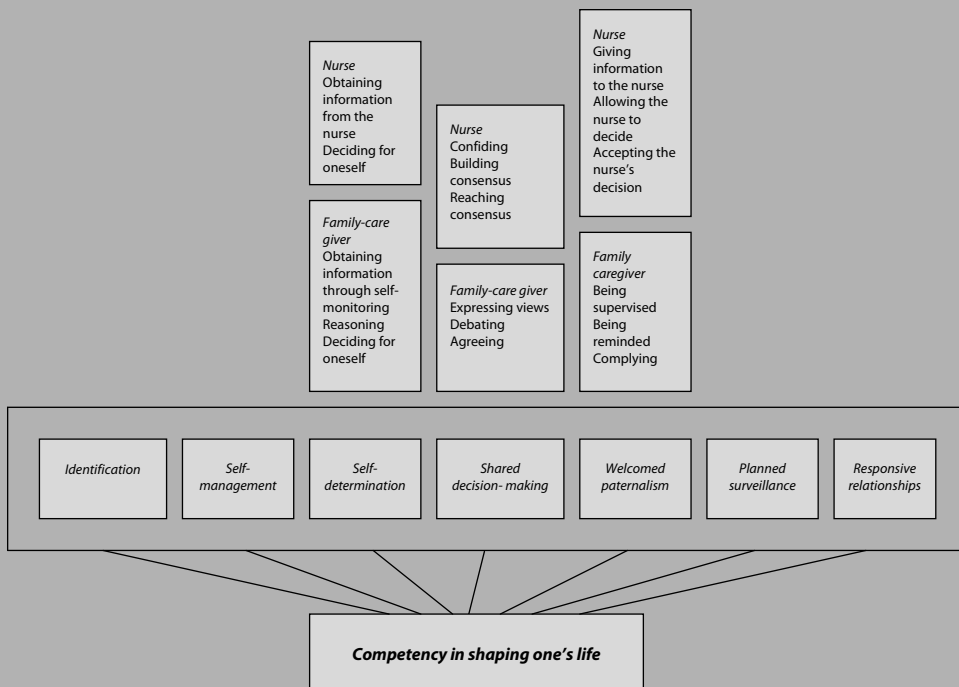 Nurse
Obtaining
information
from the
nurse
Deciding for
oneself
Family-care
giver
Obtaining
information
through self-
monitoring
Reasoning
Deciding for
oneself
Nurse
Confiding
Building
consensus
Reaching
consensus
Family-care giver
Expressing views
Debating
Agreeing
Nurse
Giving
information
to the nurse
Allowing the
nurse to
decide
Accepting the
nurse’s
decision
Family
caregiver
Being
supervised
Being
reminded
Complying
Identification
Self-
management
Self-
determination
Shared
decision- making
Welcomed
paternalism
Planned
surveillance
Responsive
relationships
Competency in shaping one’s life